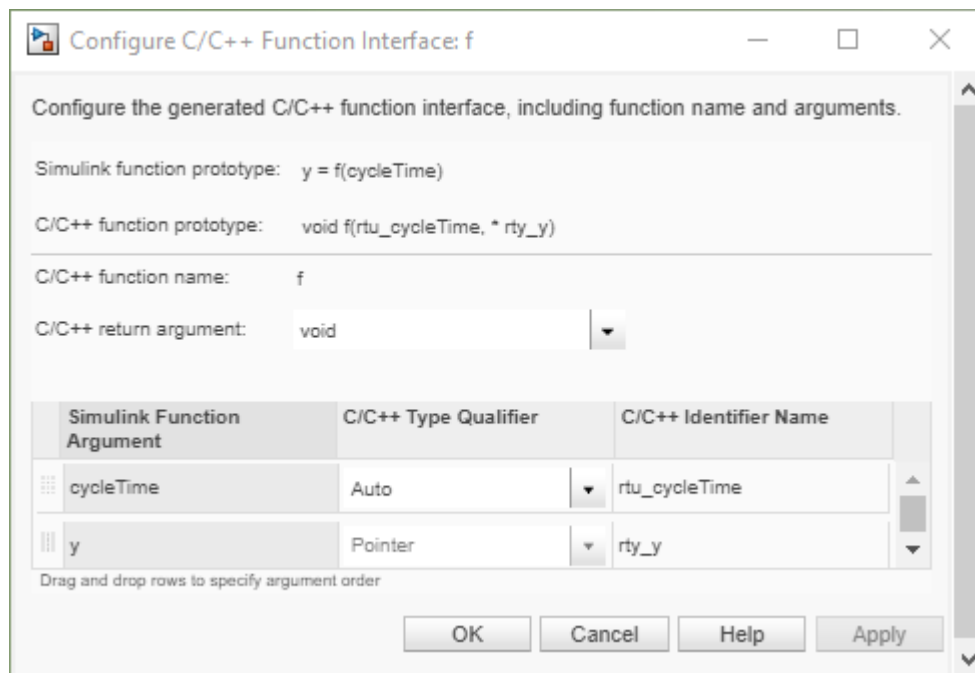 Configure C/C++ Function Interface: f
Configure the generated C/C++ function interface, including function name and arguments.
Simulink function prototype: y = f(cycleTime)
C/C++ function prototype: void f(rtu_cycleTime, * rty_y)
C/C++ function name: f
C/C++ return argument: void
Simulink Function Argument C/C++ Type Qualifier C/C++ Identifier Name
cycleTime Auto rtu_cycleTime
y Pointer rty_y
Drag and drop rows to specify argument order
OK Cancel Help Apply